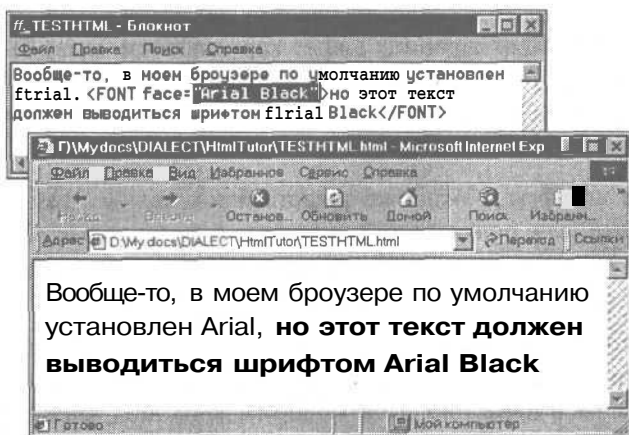 ff_TESTHTML - Блокнот
Файл Правка Поиск Справка
Вообще-то, в моем броузере по умолчанию установлен
ftrial. <FONT face="Arial Black">но этот текст
должен выводиться шрифтом flrial Black</FONT>
Г)\Mydocs\DIALECT\HtmlTutor\TESTHTML.html - Microsoft Internet Exp
Файл Правка Вид Избранное Сервис Справка
Назад Останов... Обновить Домой Поиск Избранн...
Адрес D:\My docs\DIALECT\HtmlTutor\TESTHTML.html Переход Ссылки
Вообще-то, в моем броузере по умолчанию
установлен Arial, но этот текст должен
выводиться шрифтом Arial Black
Готово Мой компьютер